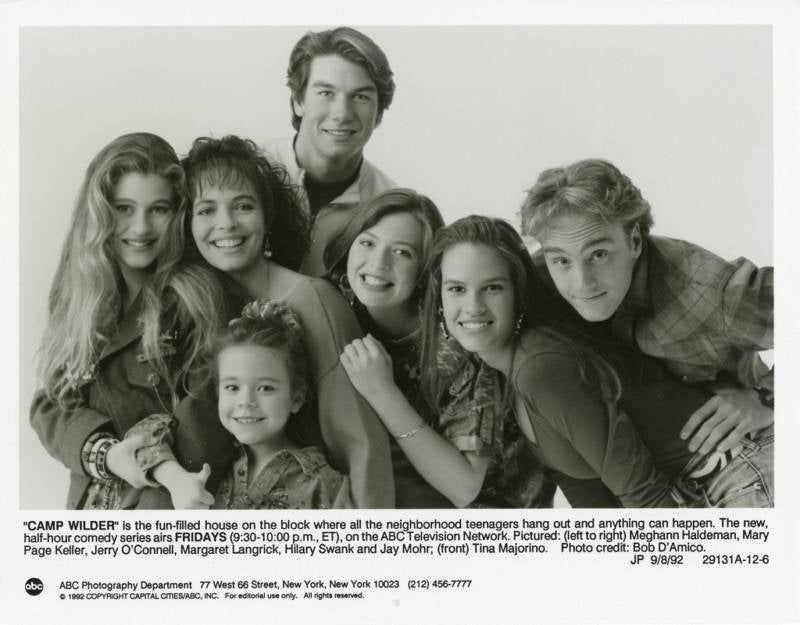 "CAMP WILDER" is the fun-filled house on the block where all the neighborhood teenagers hang out and anything can happen. The new,
half-hour comedy series airs FRIDAYS (9:30-10:00 p.m., ET), on the ABC Television Network. Pictured: (left to right) Meghann Haldeman, Mary
Page Keller, Jerry O'Connell, Margaret Langrick, Hilary Swank and Jay Mohr; (front) Tina Majorino. Photo credit: Bob D'Amico.
JP 9/8/92 29131A-12-6
abc ABC Photography Department 77 West 66 Street, New York, New York 10023 (212) 456-7777
© 1992 COPYRIGHT CAPITAL CITIES/ABC, INC. For editorial use only. All rights reserved.